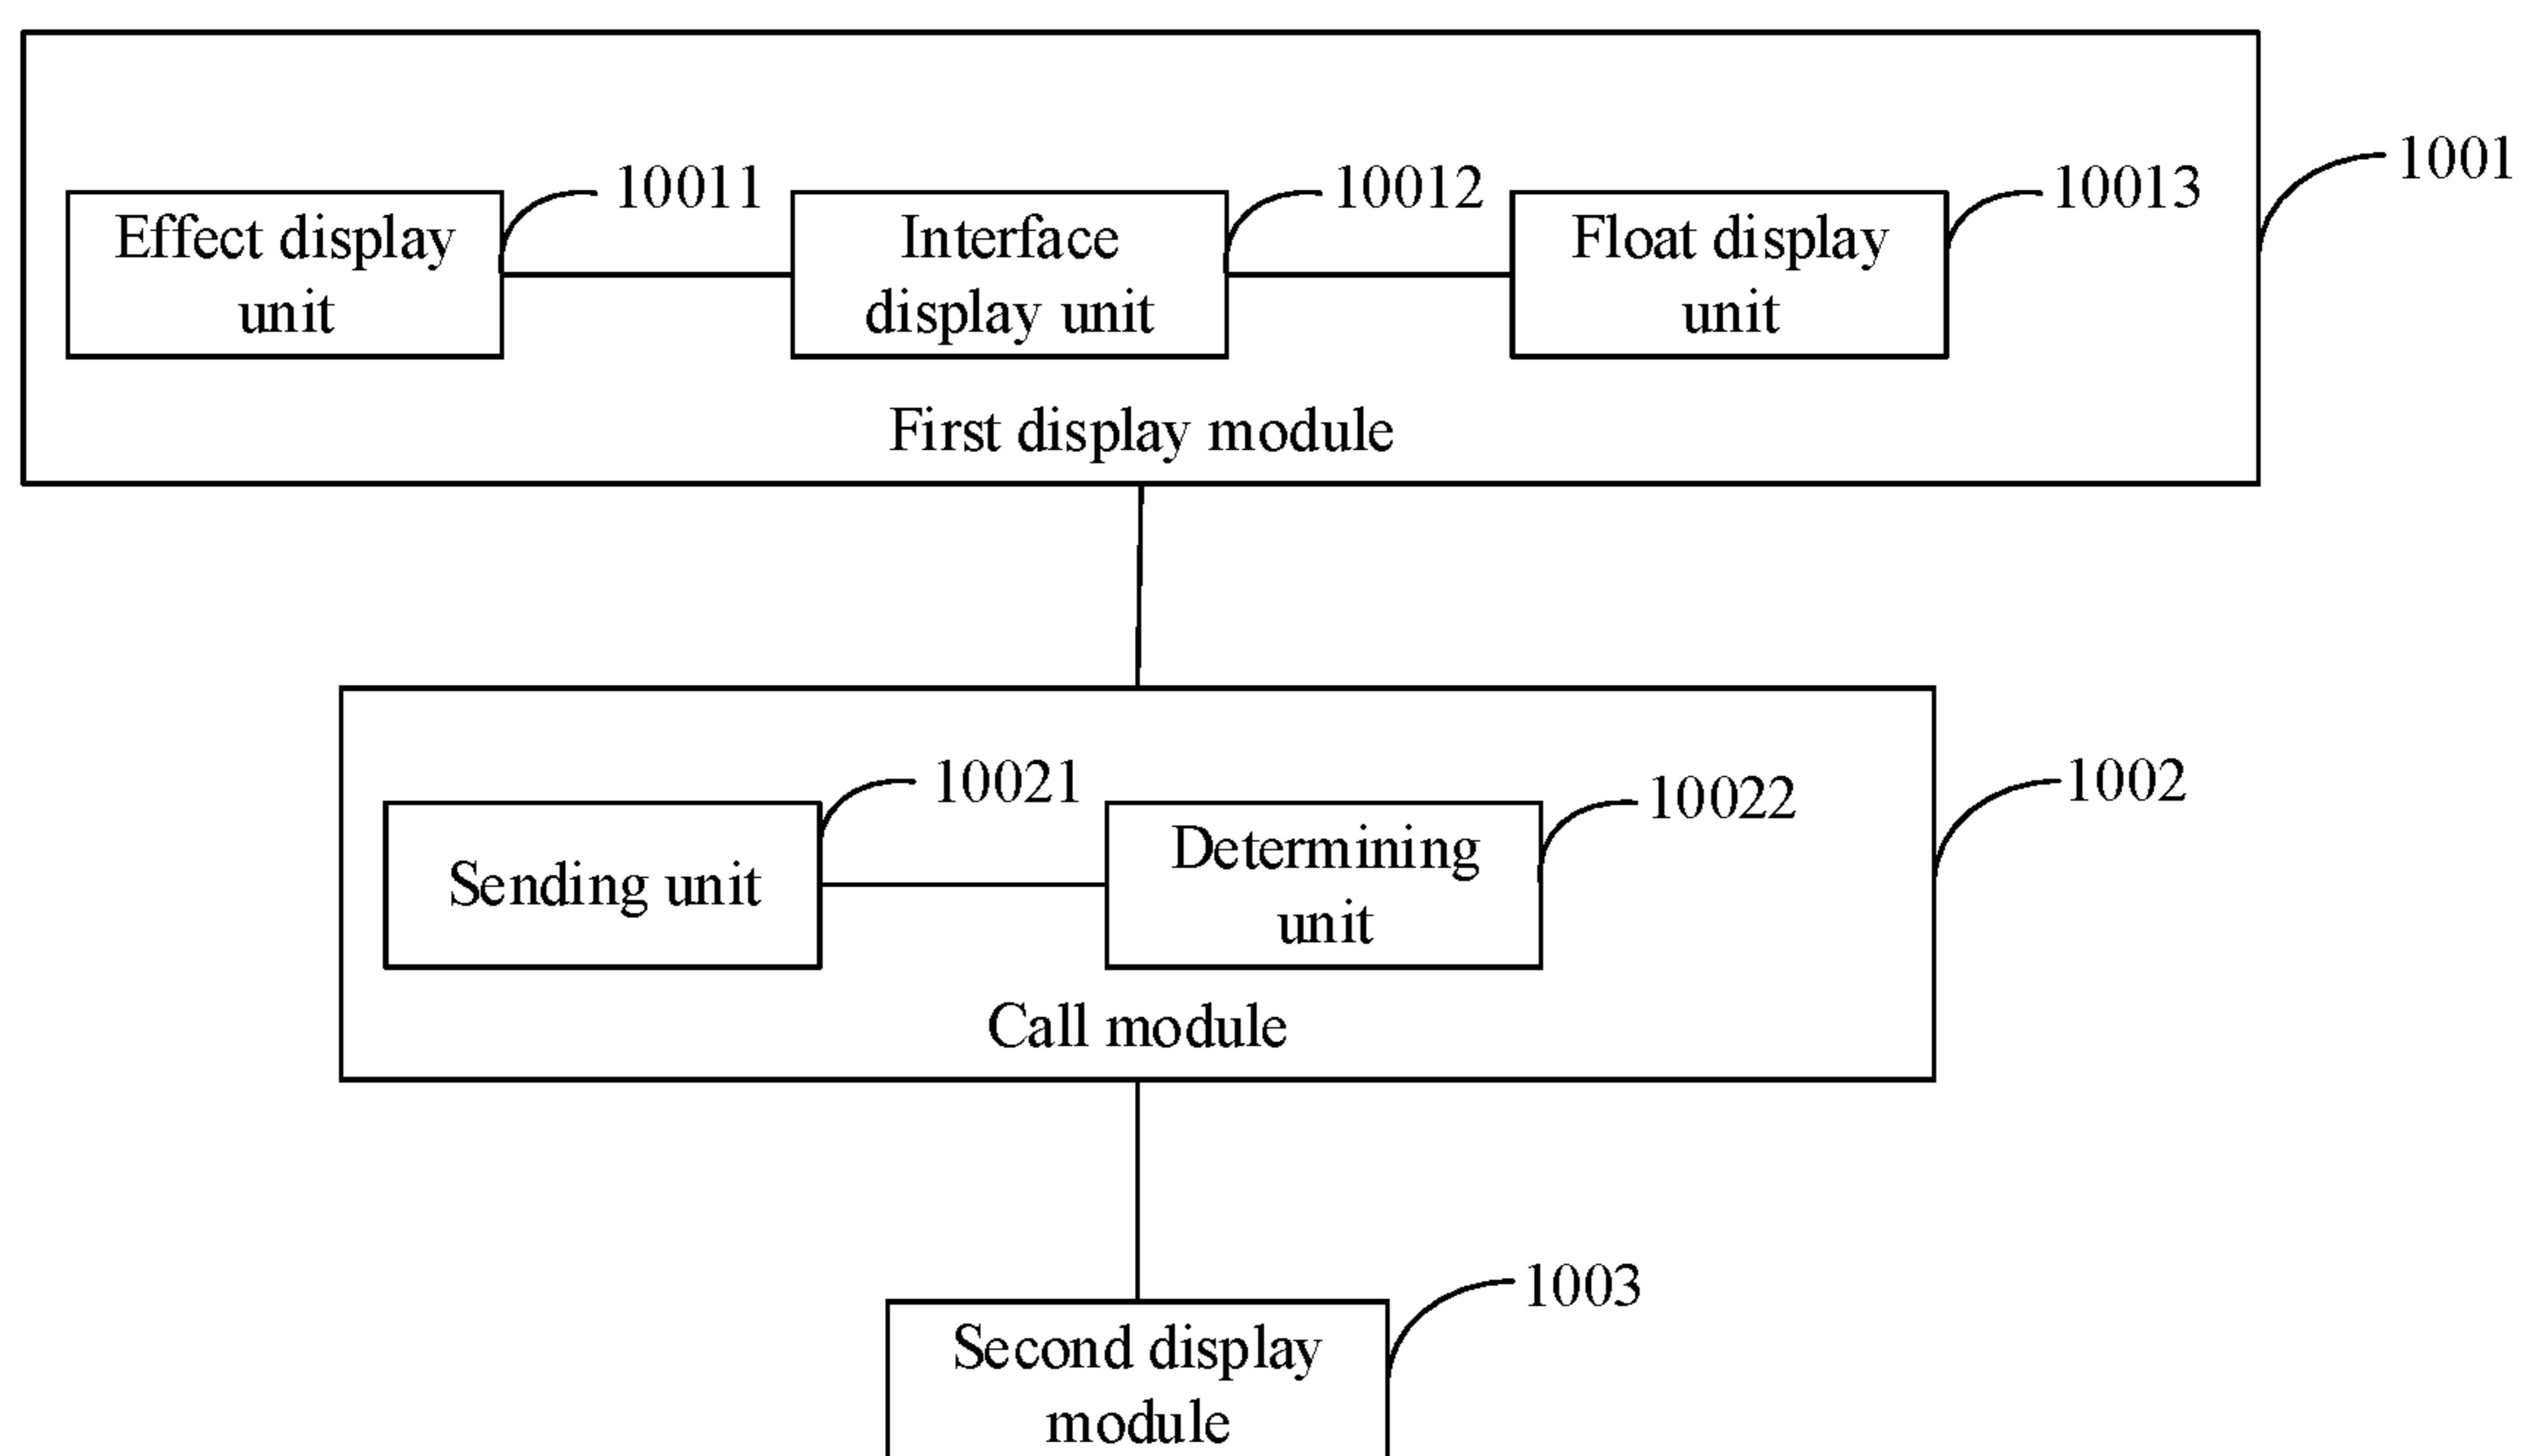 1001
10011
10012
10013
Effect display
unit
Interface
display unit
Float display
unit
First display module
10021
10022
1002
Sending unit
Determining
unit
Call module
1003
Second display
module